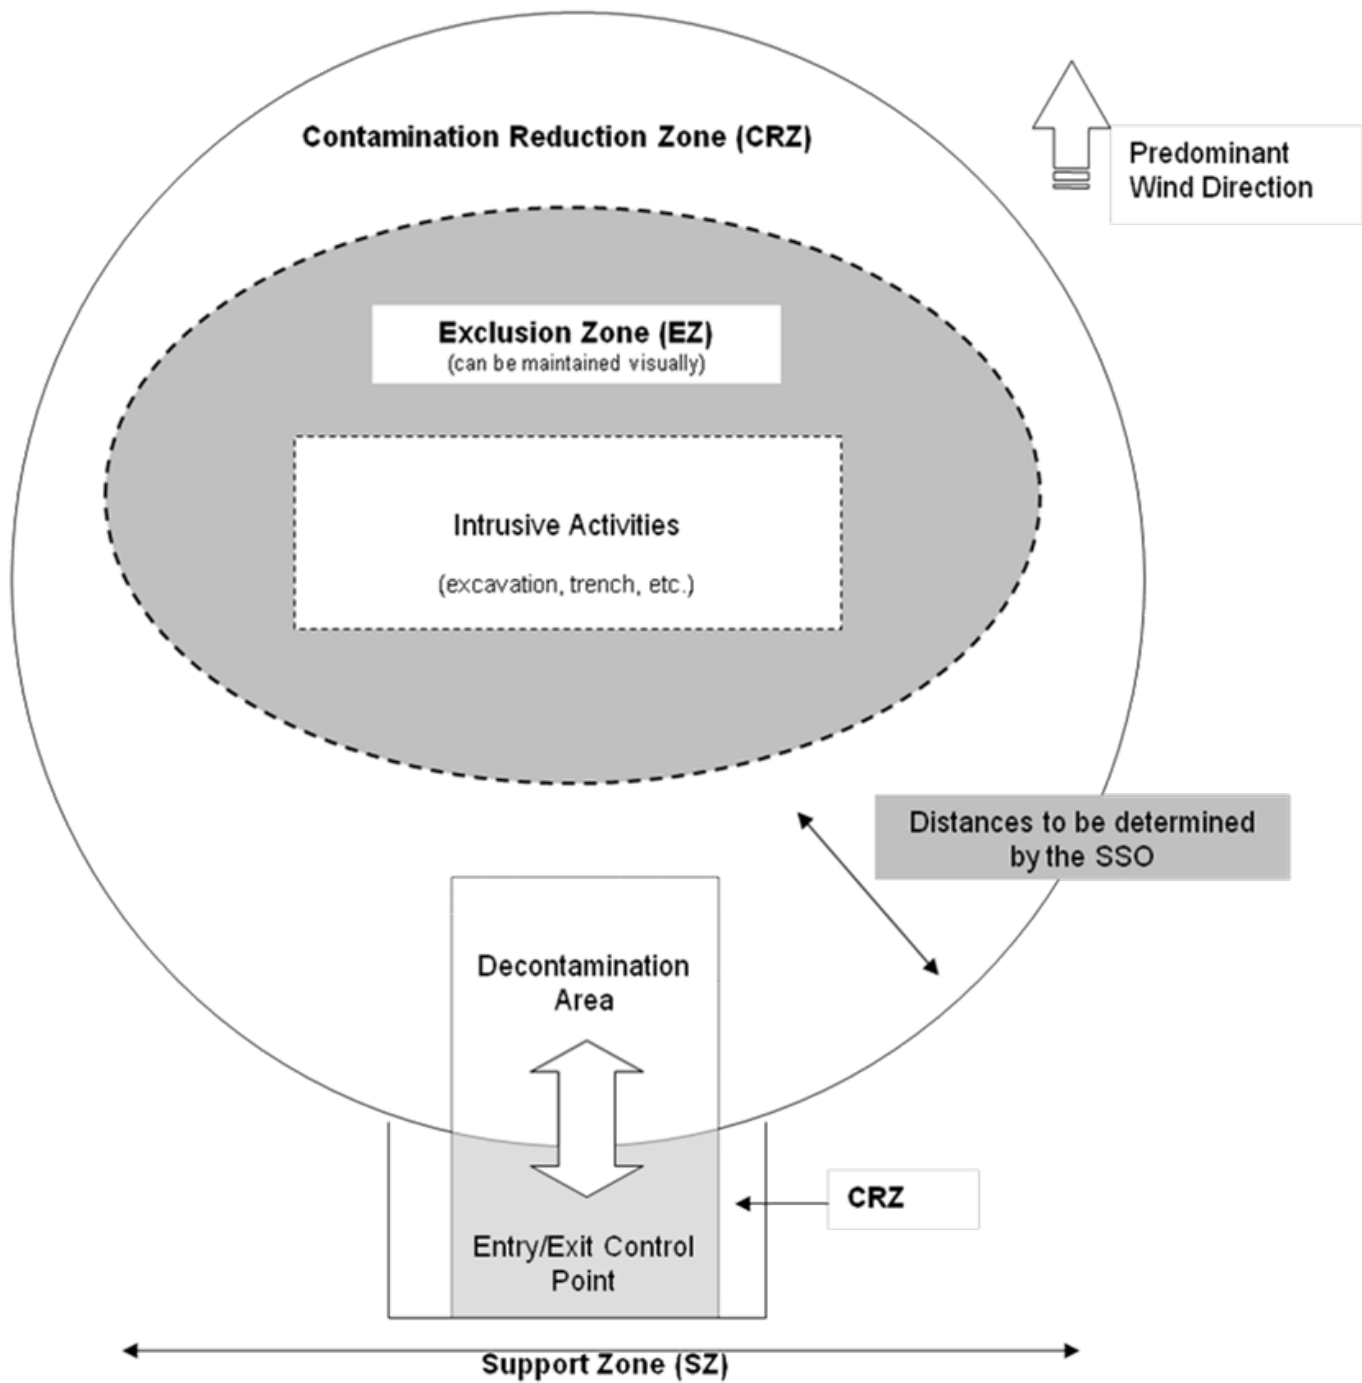 Contamination Reduction Zone (CRZ)
Predominant
Wind Direction
Exclusion Zone (EZ)
(can be maintained visually)
Intrusive Activities
(excavation, trench, etc.)
Distances to be determined
by the SSO
Decontamination
Area
CRZ
Entry/Exit Control
Point
Support Zone (SZ)